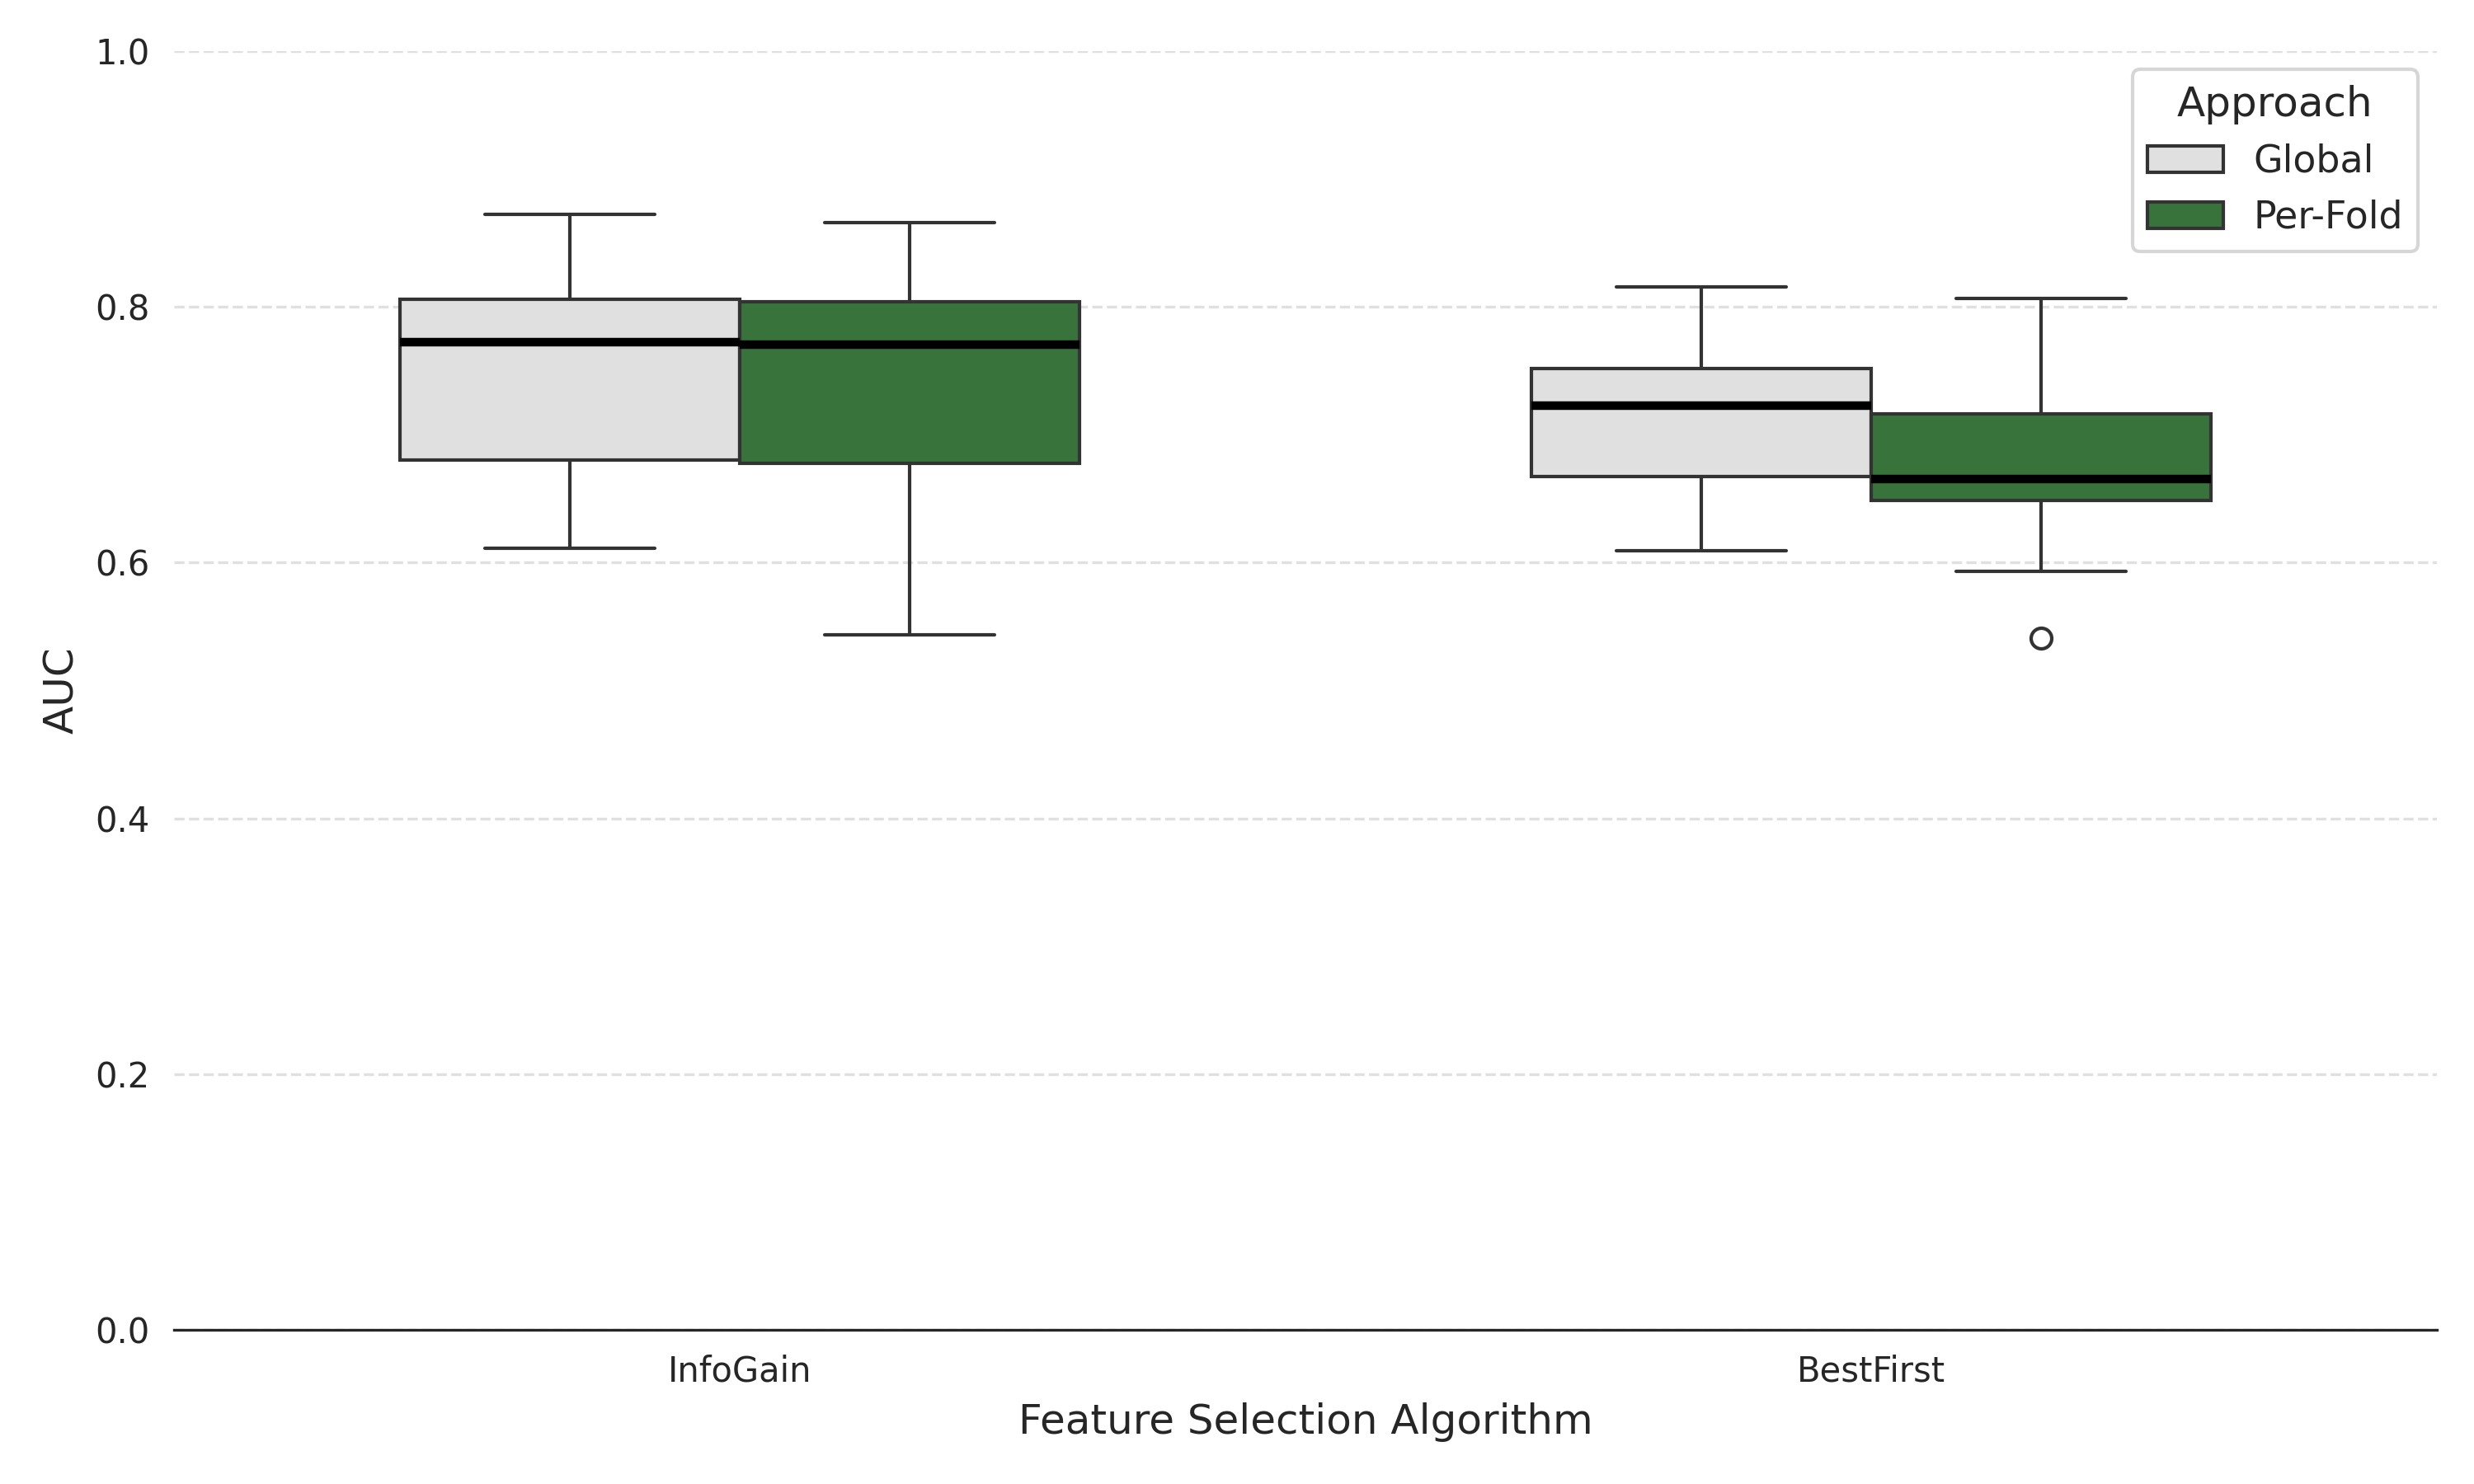 1.0
0.8
0.6
0.4
0.2
0.0
AUC
Approach
Global
Per-Fold
InfoGain
BestFirst
Feature Selection Algorithm